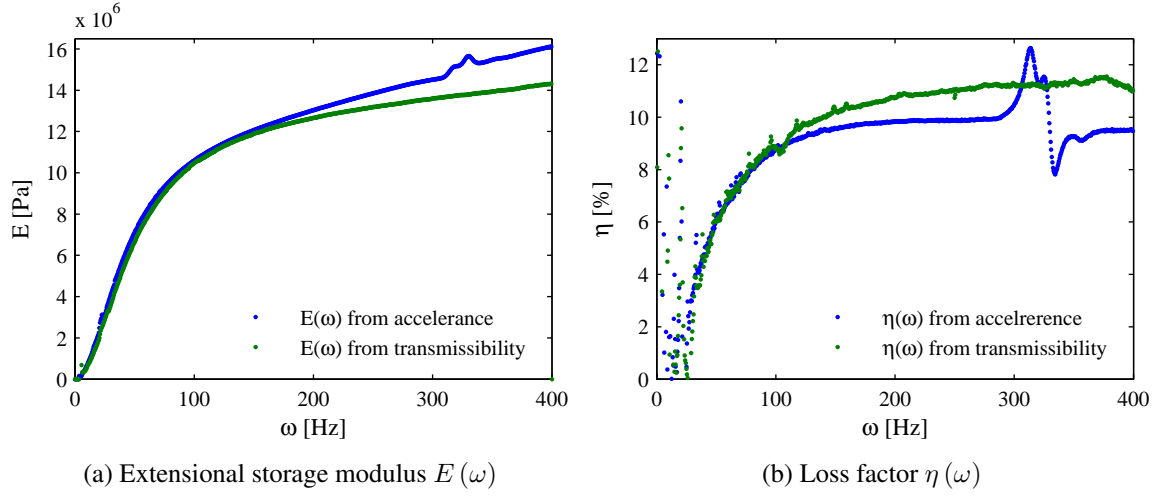 × 10⁶
16
14
12
10
8
6
4
2
0
E [Pa]
E(ω) from accelerance
E(ω) from transmissibility
0 100 200 300 400
ω [Hz]
(a) Extensional storage modulus E (ω)
12
10
8
6
4
2
0
η [%]
η(ω) from accelrerence
η(ω) from transmissibility
0 100 200 300 400
ω [Hz]
(b) Loss factor η (ω)